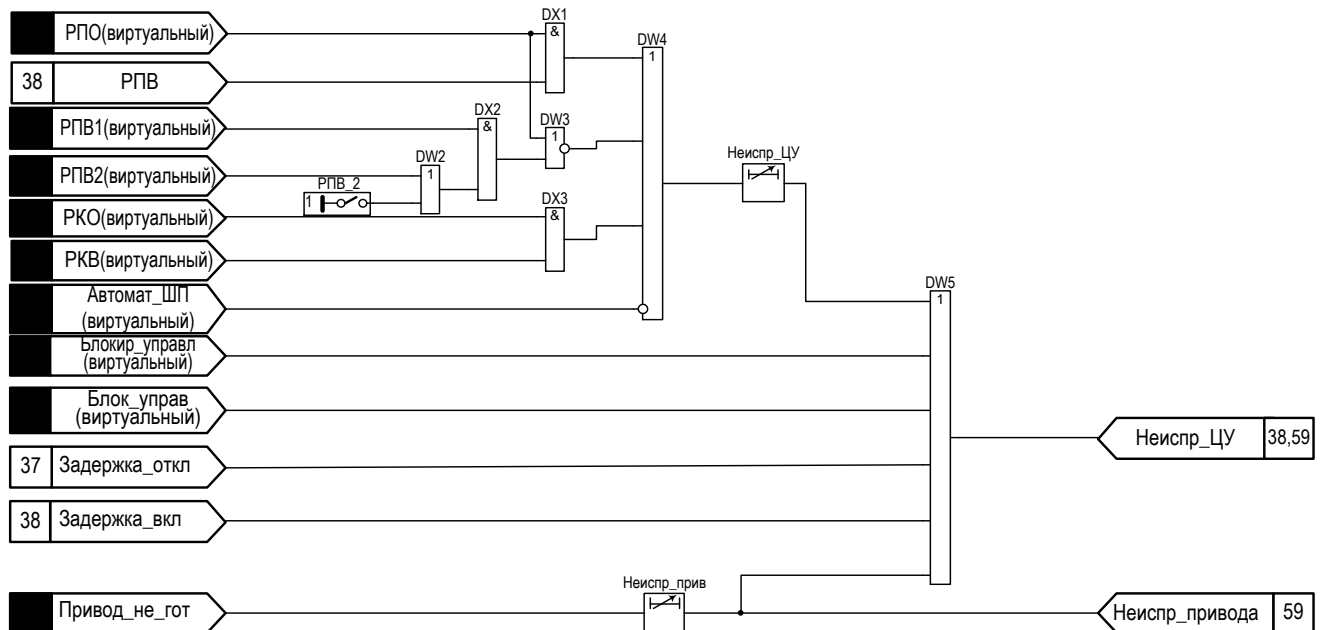 РПО(виртуальный)
DX1
&
DW4
1
38
РПВ
РПВ1(виртуальный)
DX2
&
DW3
1
РПВ2(виртуальный)
DW2
1
РПВ_2
1
Неиспр_ЦУ
РКО(виртуальный)
DX3
&
РКВ(виртуальный)
Автомат_ШП
(виртуальный)
DW5
1
Блокир_управл
(виртуальный)
Блок_управ
(виртуальный)
Неиспр_ЦУ
38,59
37
Задержка_откл
38
Задержка_вкл
Неиспр_прив
Привод_не_гот
Неиспр_привода
59